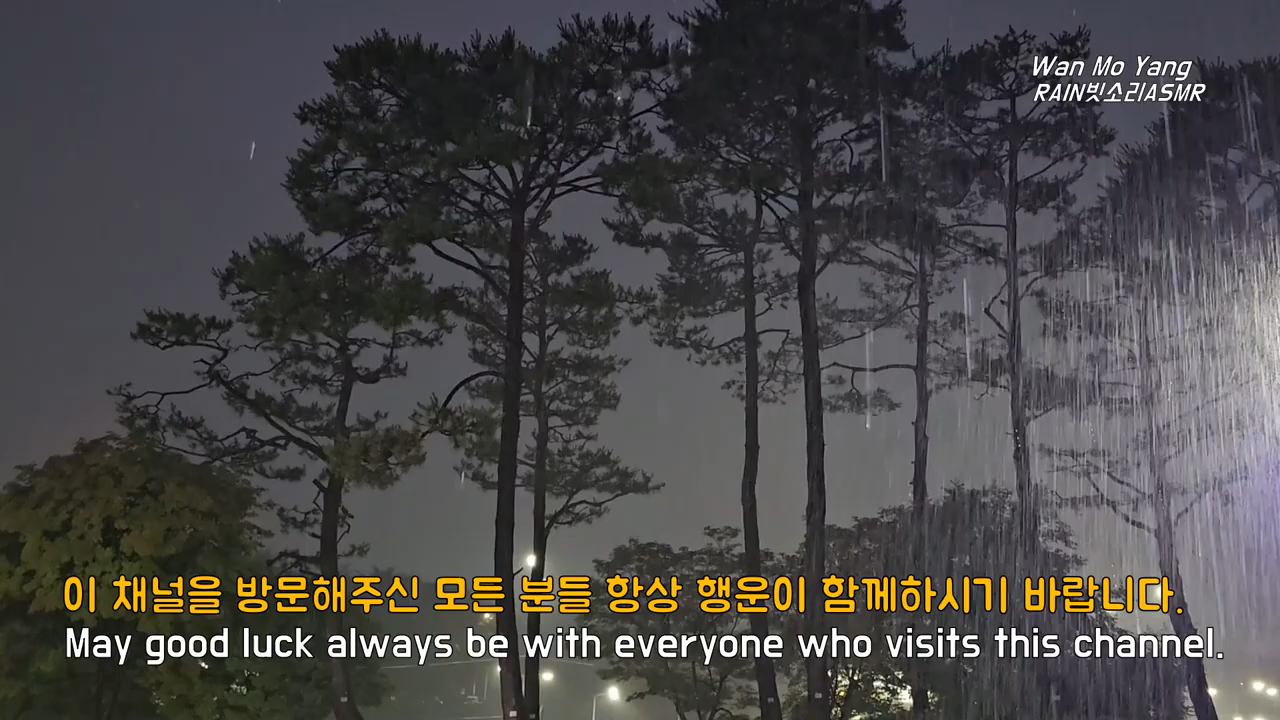 Wan Mo Yang
RAIN빗소리ASMR
이 채널을 방문해주신 모든 분들 항상 행운이 함께하시기 바랍니다.
May good luck always be with everyone who visits this channel.